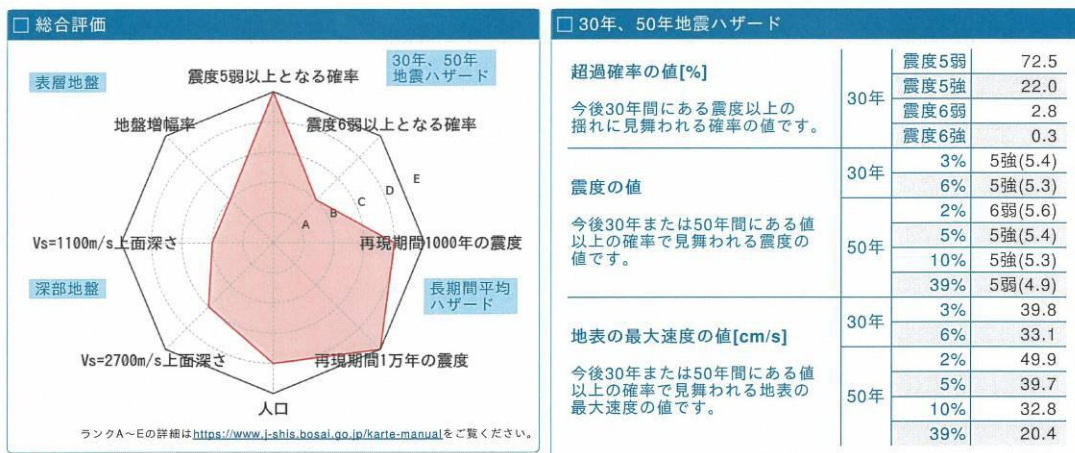 □ 総合評価
震度5弱以上となる確率
30年、50年
地震ハザード
表層地盤
地盤増幅率
震度6弱以上となる確率
E
D
C
B
A
Vs=1100m/s上面深さ
再現期間1000年の震度
深部地盤
長期間平均
ハザード
Vs=2700m/s上面深さ
再現期間1万年の震度
人口
ランクA～Eの詳細はhttps://www.j-shis.bosai.go.jp/karte-manualをご覧ください。
□ 30年、50年地震ハザード
超過確率の値[%]
今後30年間にある震度以上の
揺れに見舞われる確率の値です。
30年
震度5弱 72.5
震度5強 22.0
震度6弱 2.8
震度6強 0.3
震度の値
今後30年または50年間にある値
以上の確率で見舞われる震度の
値です。
30年
3% 5強(5.4)
6% 5強(5.3)
50年
2% 6弱(5.6)
5% 5強(5.4)
10% 5強(5.3)
39% 5弱(4.9)
地表の最大速度の値[cm/s]
今後30年または50年間にある値
以上の確率で見舞われる地表の
最大速度の値です。
30年
3% 39.8
6% 33.1
50年
2% 49.9
5% 39.7
10% 32.8
39% 20.4